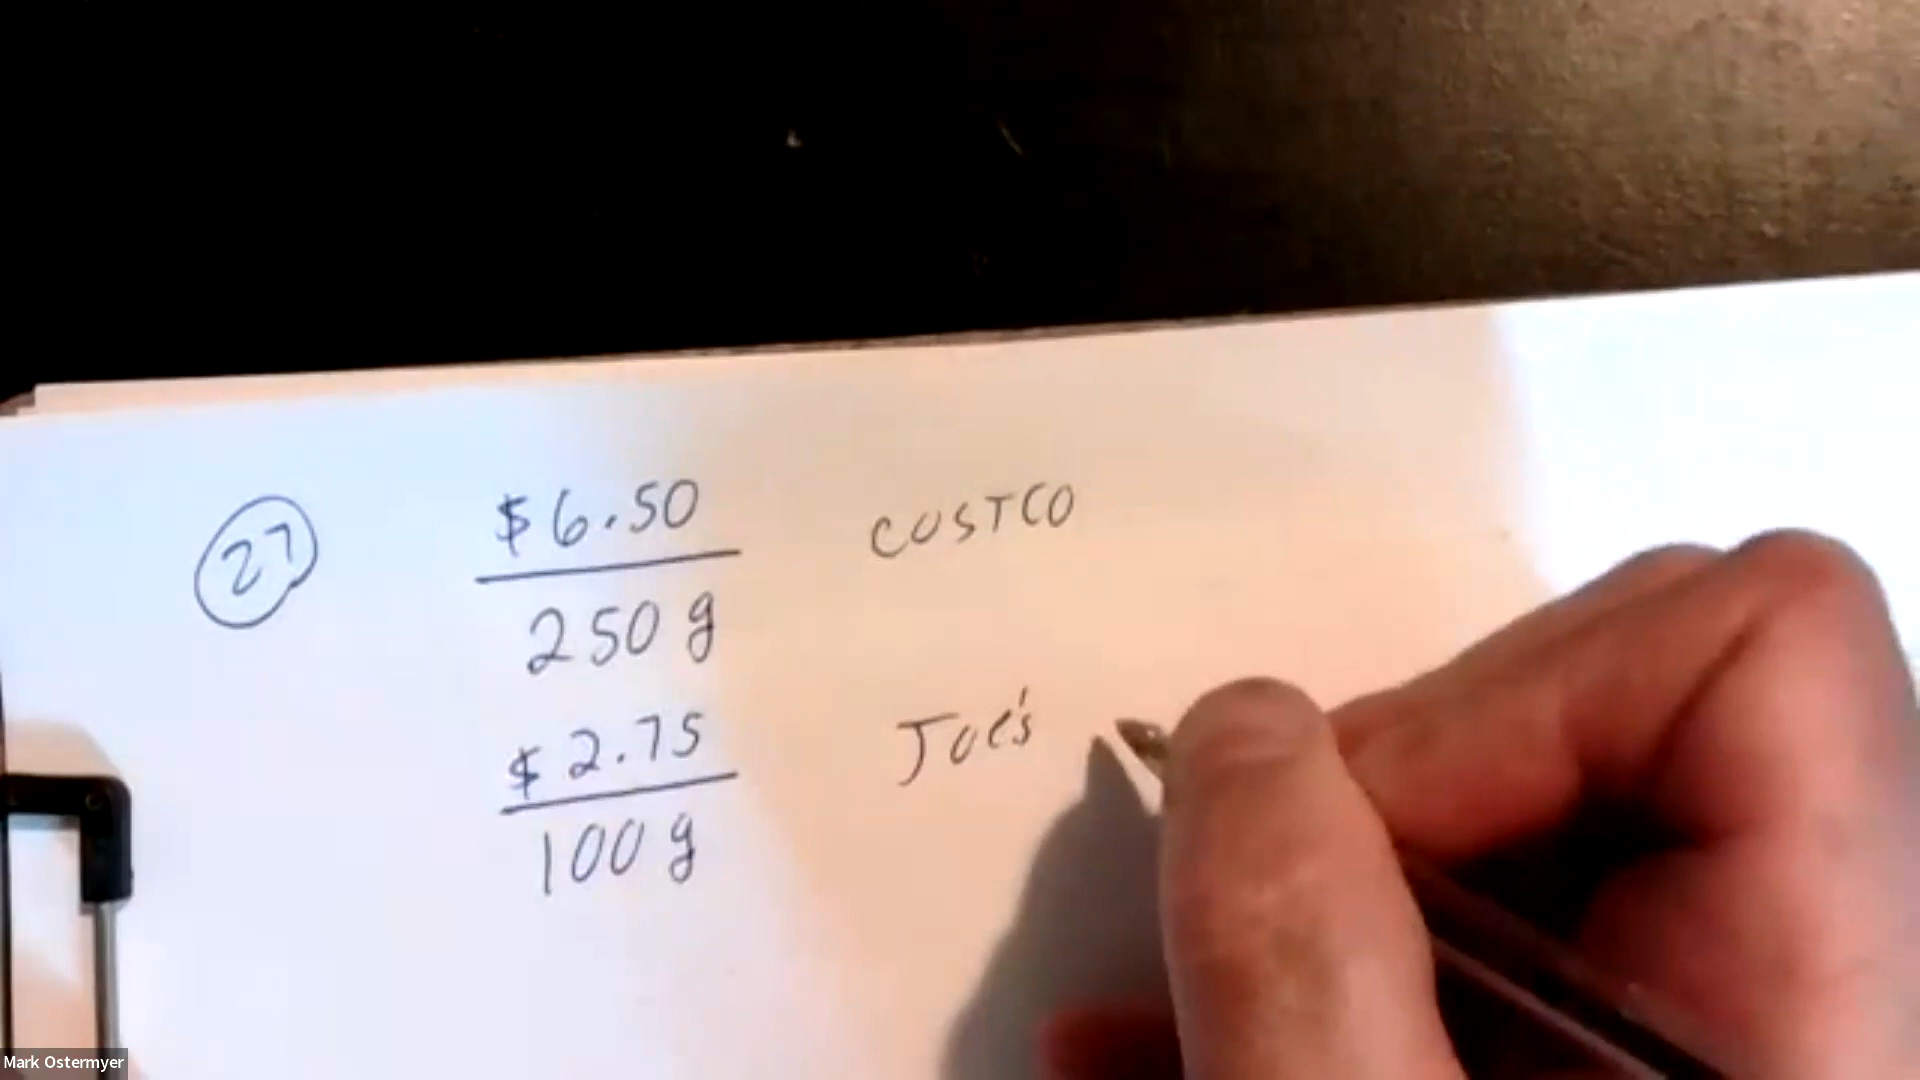 27 $6.50 COSTCO
250 g
$2.75 Joe's
100 g
Mark Ostermyer